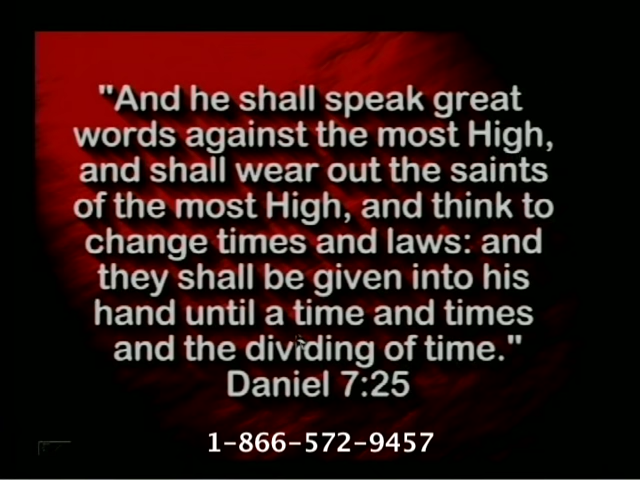 "And he shall speak great
words against the most High,
and shall wear out the saints
of the most High, and think to
change times and laws: and
they shall be given into his
hand until a time and times
and the dividing of time."
Daniel 7:25
1-866-572-9457